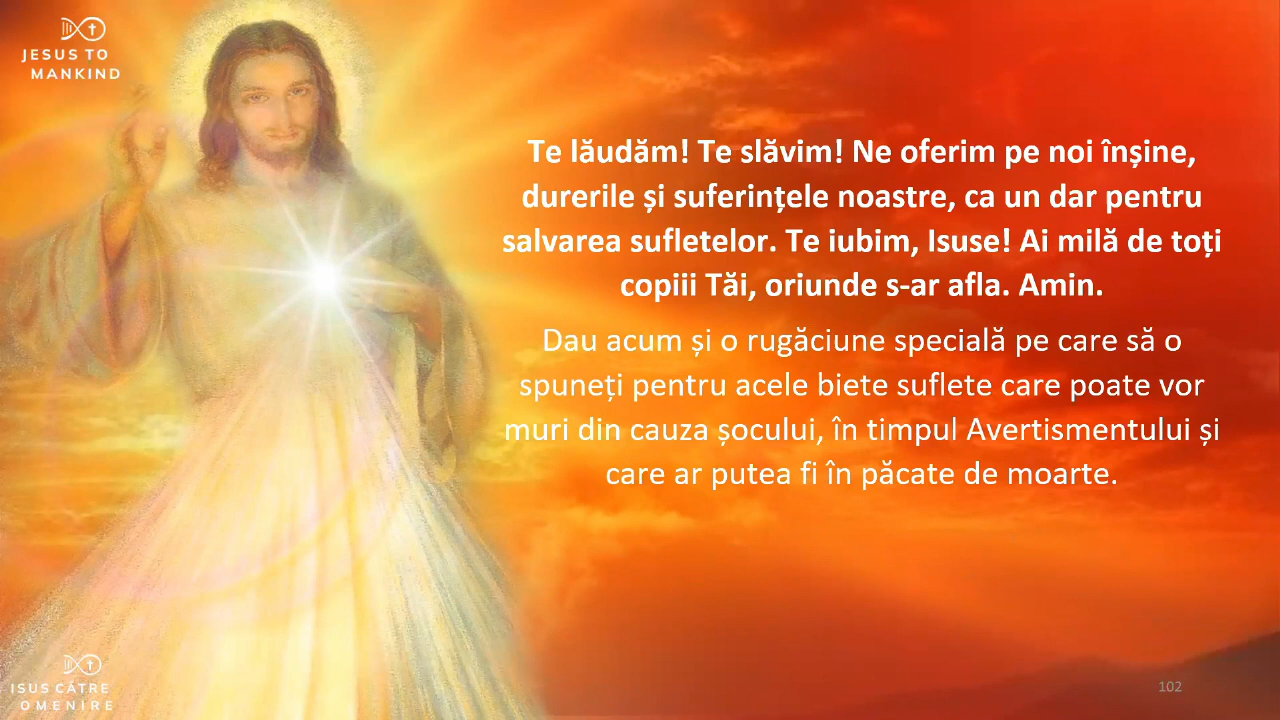 JESUS TO
MANKIND
Te lăudăm! Te slăvim! Ne oferim pe noi înșine,
durerile și suferințele noastre, ca un dar pentru
salvarea sufletelor. Te iubim, Isuse! Ai milă de toți
copiii Tăi, oriunde s-ar afla. Amin.
Dau acum și o rugăciune specială pe care să o
spuneți pentru acele biete suflete care poate vor
muri din cauza șocului, în timpul Avertismentului și
care ar putea fi în păcate de moarte.
ISUS CĂTRE
OMENIRE
102